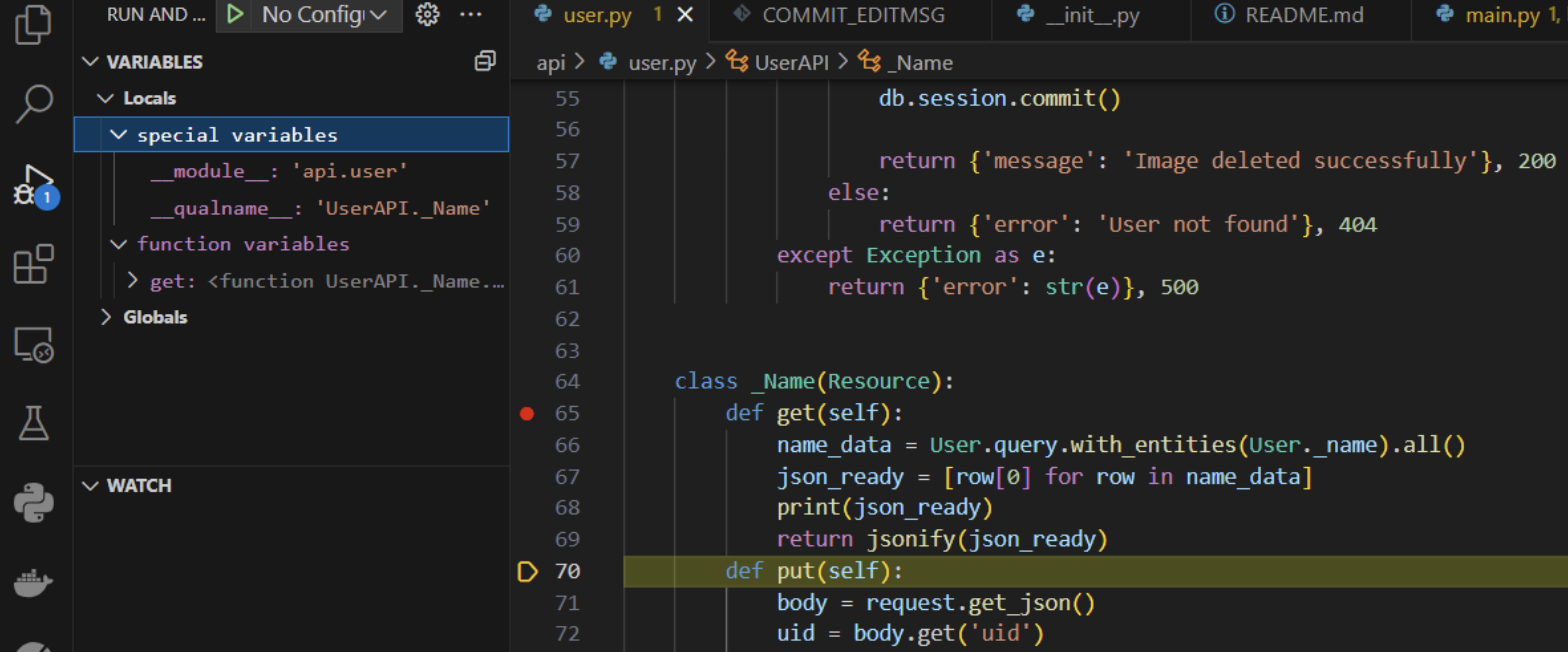 RUN AND ... No Config ...
VARIABLES
Locals
special variables
__module__: 'api.user'
__qualname__: 'UserAPI._Name'
function variables
get: <function UserAPI._Name....
Globals
WATCH
1
user.py 1 COMMIT_EDITMSG __init__.py README.md main.py 1,
api > user.py > UserAPI > _Name
55 db.session.commit()
56
57 return {'message': 'Image deleted successfully'}, 200
58 else:
59 return {'error': 'User not found'}, 404
60 except Exception as e:
61 return {'error': str(e)}, 500
62
63
64 class _Name(Resource):
65 def get(self):
66 name_data = User.query.with_entities(User._name).all()
67 json_ready = [row[0] for row in name_data]
68 print(json_ready)
69 return jsonify(json_ready)
70 def put(self):
71 body = request.get_json()
72 uid = body.get('uid')